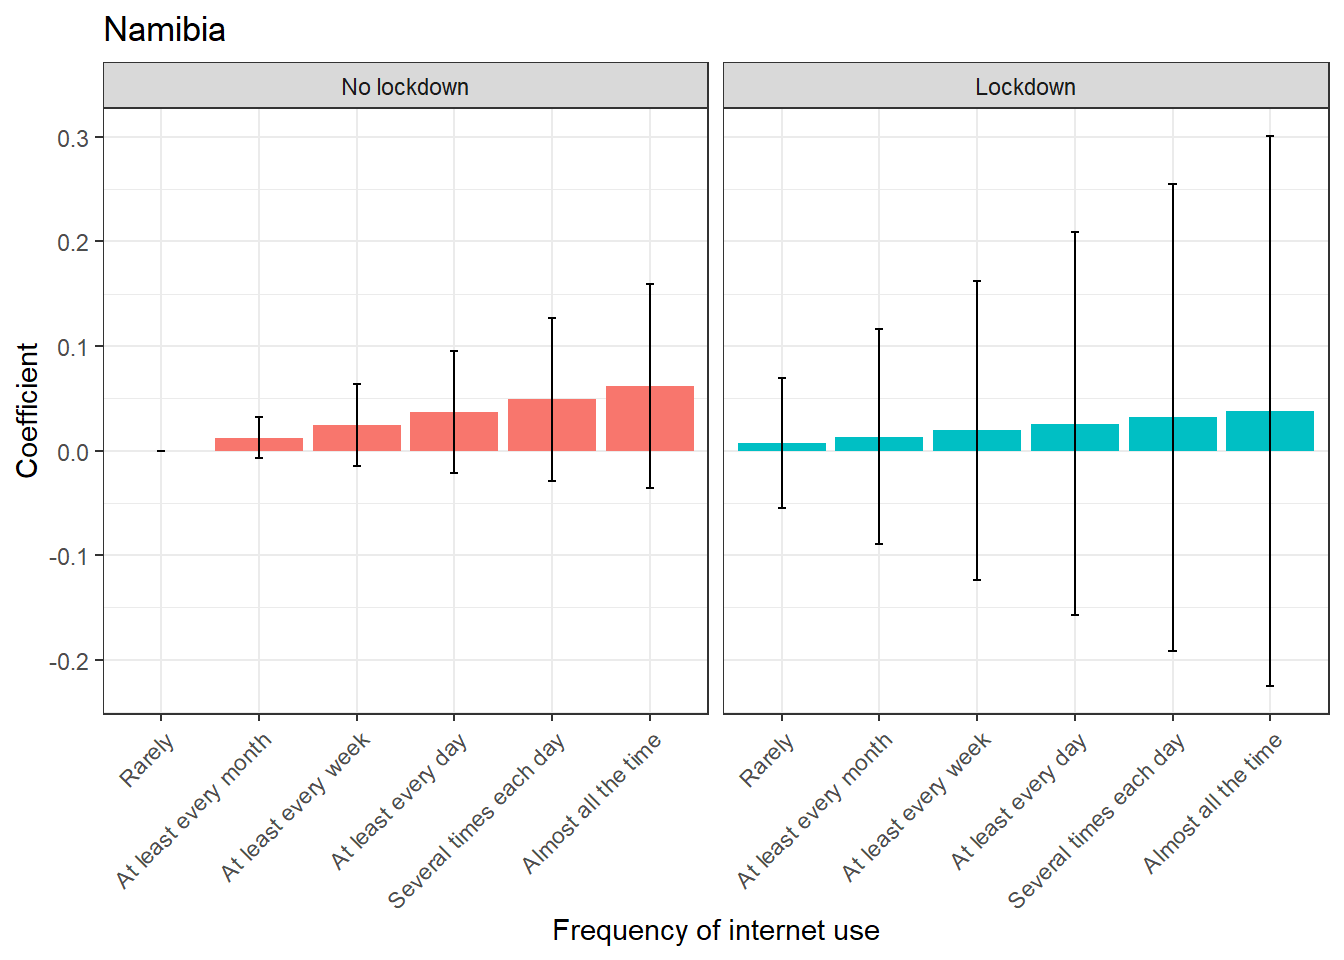 Namibia
No lockdown
Lockdown
0.3
0.2
0.1
0.0
-0.1
-0.2
Coefficient
Rarely
At least every month
At least every week
At least every day
Several times each day
Almost all the time
Rarely
At least every month
At least every week
At least every day
Several times each day
Almost all the time
Frequency of internet use